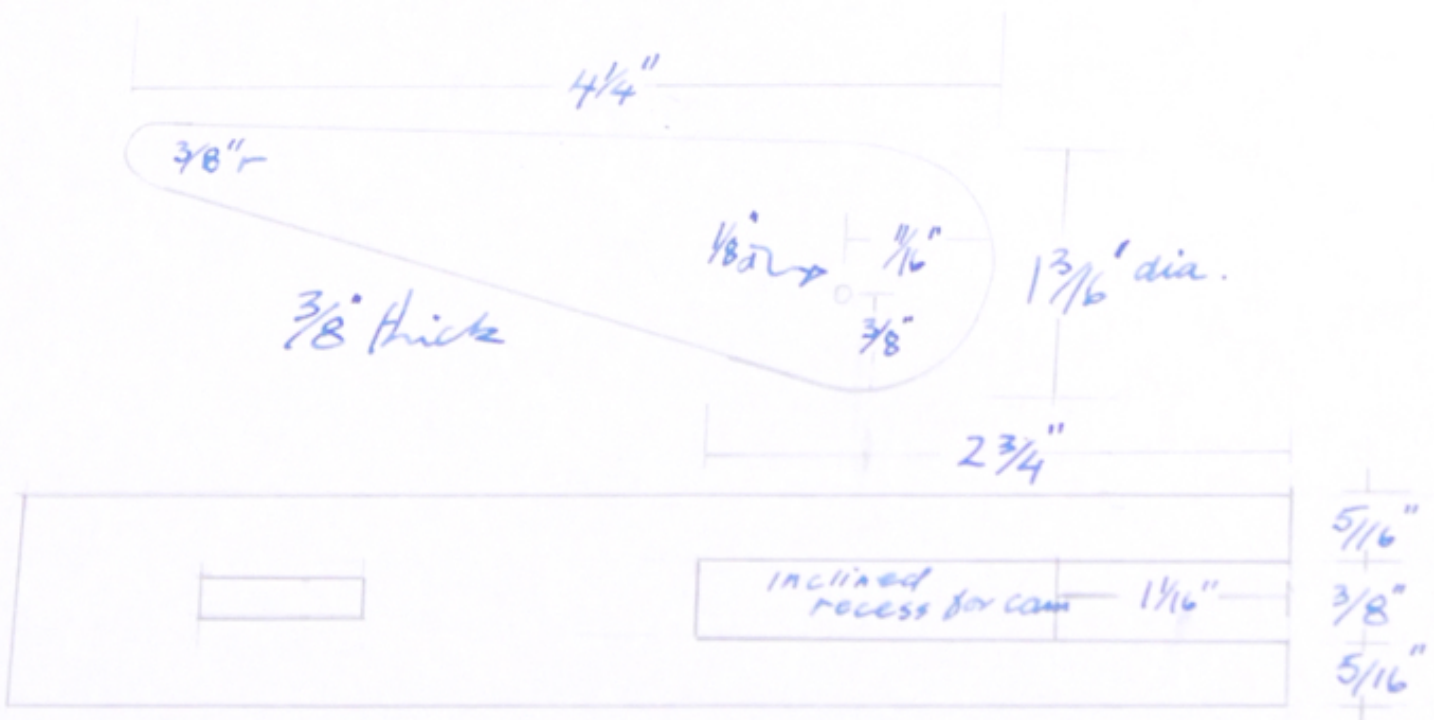 4 1/4"
3/8"r
1/8"d
11/16"
1 3/16" dia.
3/8"
3/8" thick
2 3/4"
5/16"
inclined
recess for cam
1 1/16"
3/8"
5/16"